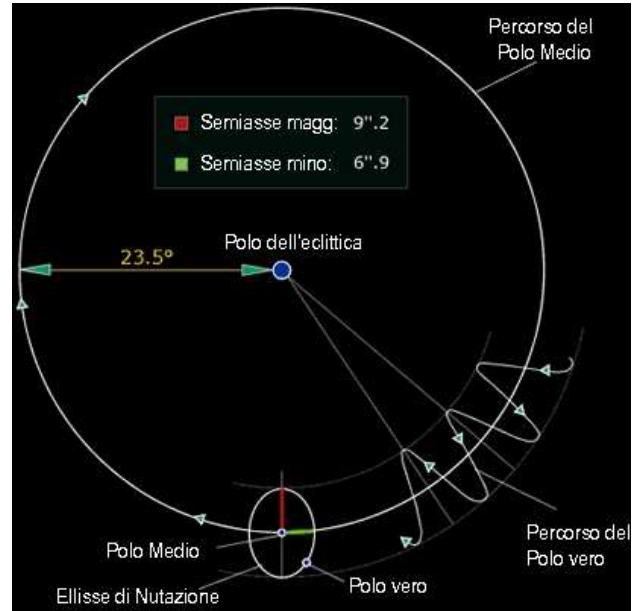 Percorso del
Polo Medio
Semiasse magg: 9".2
Semiasse mino: 6".9
Polo dell'eclittica
23.5°
Polo Medio
Ellisse di Nutazione
Polo vero
Percorso del
Polo vero